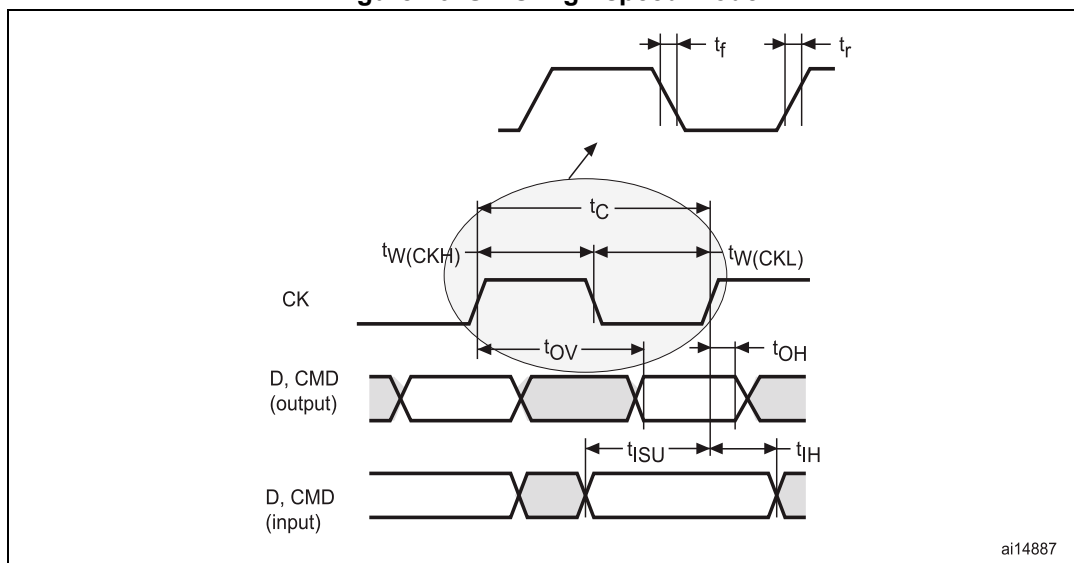 tf
tr
tC
tW(CKH)
tW(CKL)
CK
tOV
tOH
D, CMD
(output)
tISU
tIH
D, CMD
(input)
ai14887